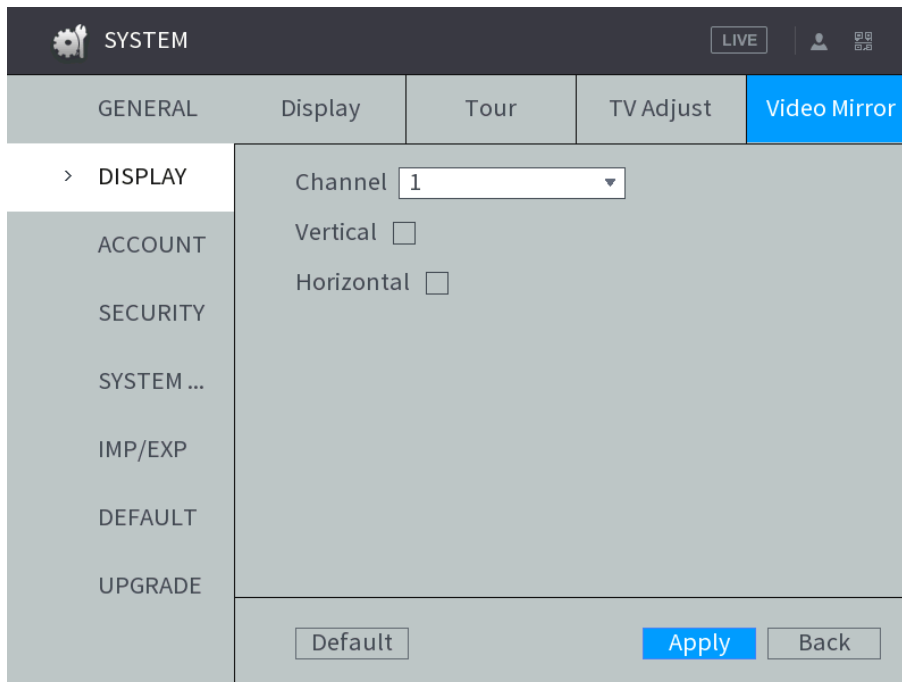 SYSTEM LIVE
GENERAL Display Tour TV Adjust Video Mirror
DISPLAY Channel 1
ACCOUNT Vertical
SECURITY Horizontal
SYSTEM ...
IMP/EXP
DEFAULT
UPGRADE
Default Apply Back